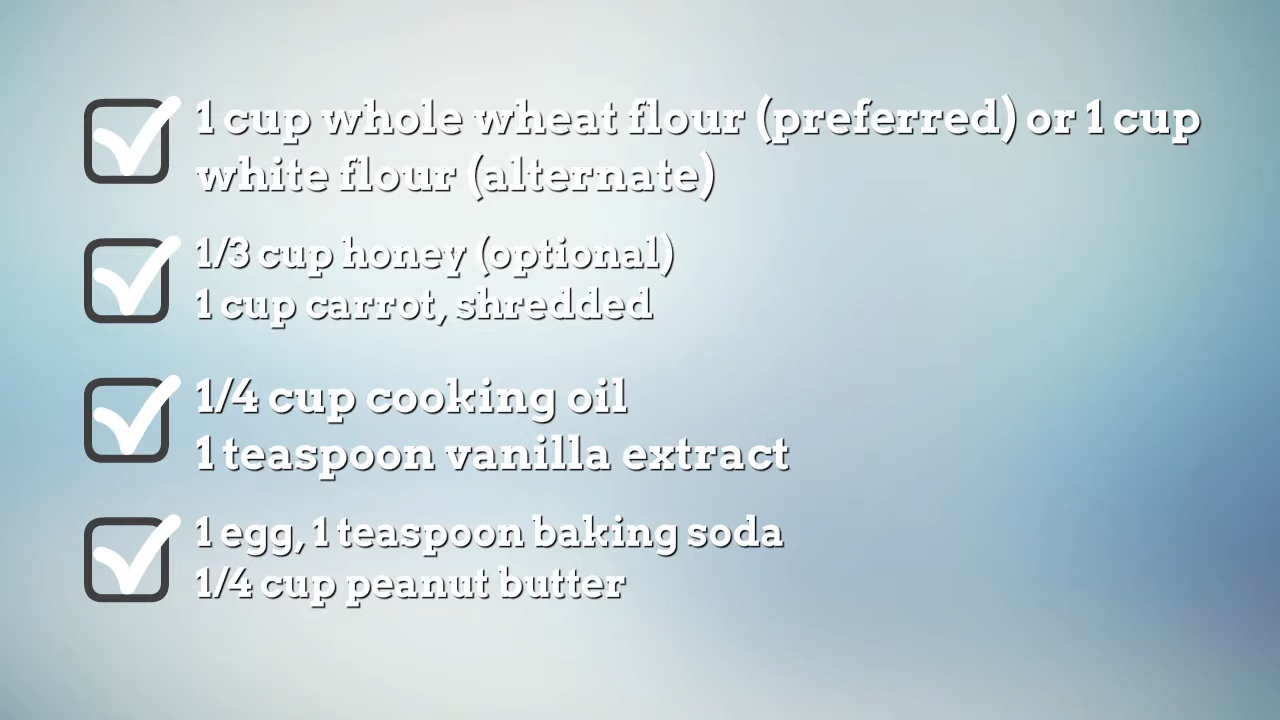 1 cup whole wheat flour (preferred) or 1 cup
white flour (alternate)
1/3 cup honey (optional)
1 cup carrot, shredded
1/4 cup cooking oil
1 teaspoon vanilla extract
1 egg, 1 teaspoon baking soda
1/4 cup peanut butter